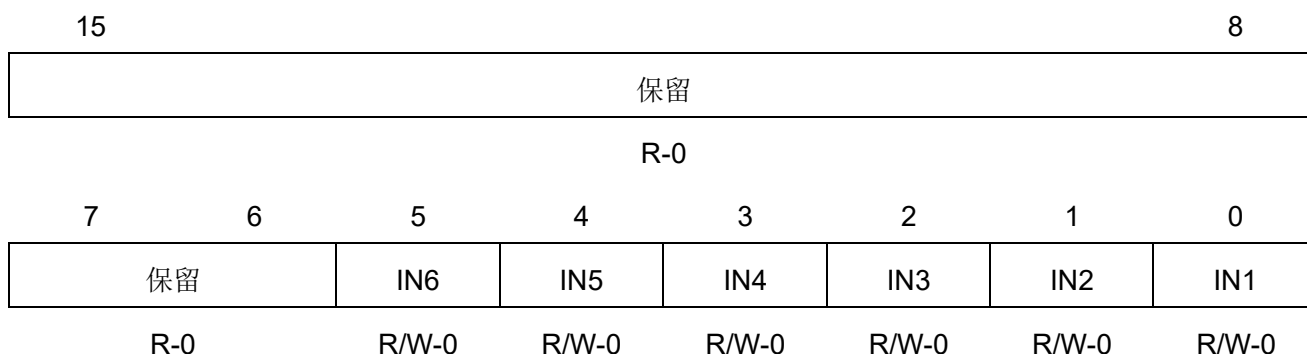 15 8
保留
R-0
7 6 5 4 3 2 1 0
保留 IN6 IN5 IN4 IN3 IN2 IN1
R-0 R/W-0 R/W-0 R/W-0 R/W-0 R/W-0 R/W-0